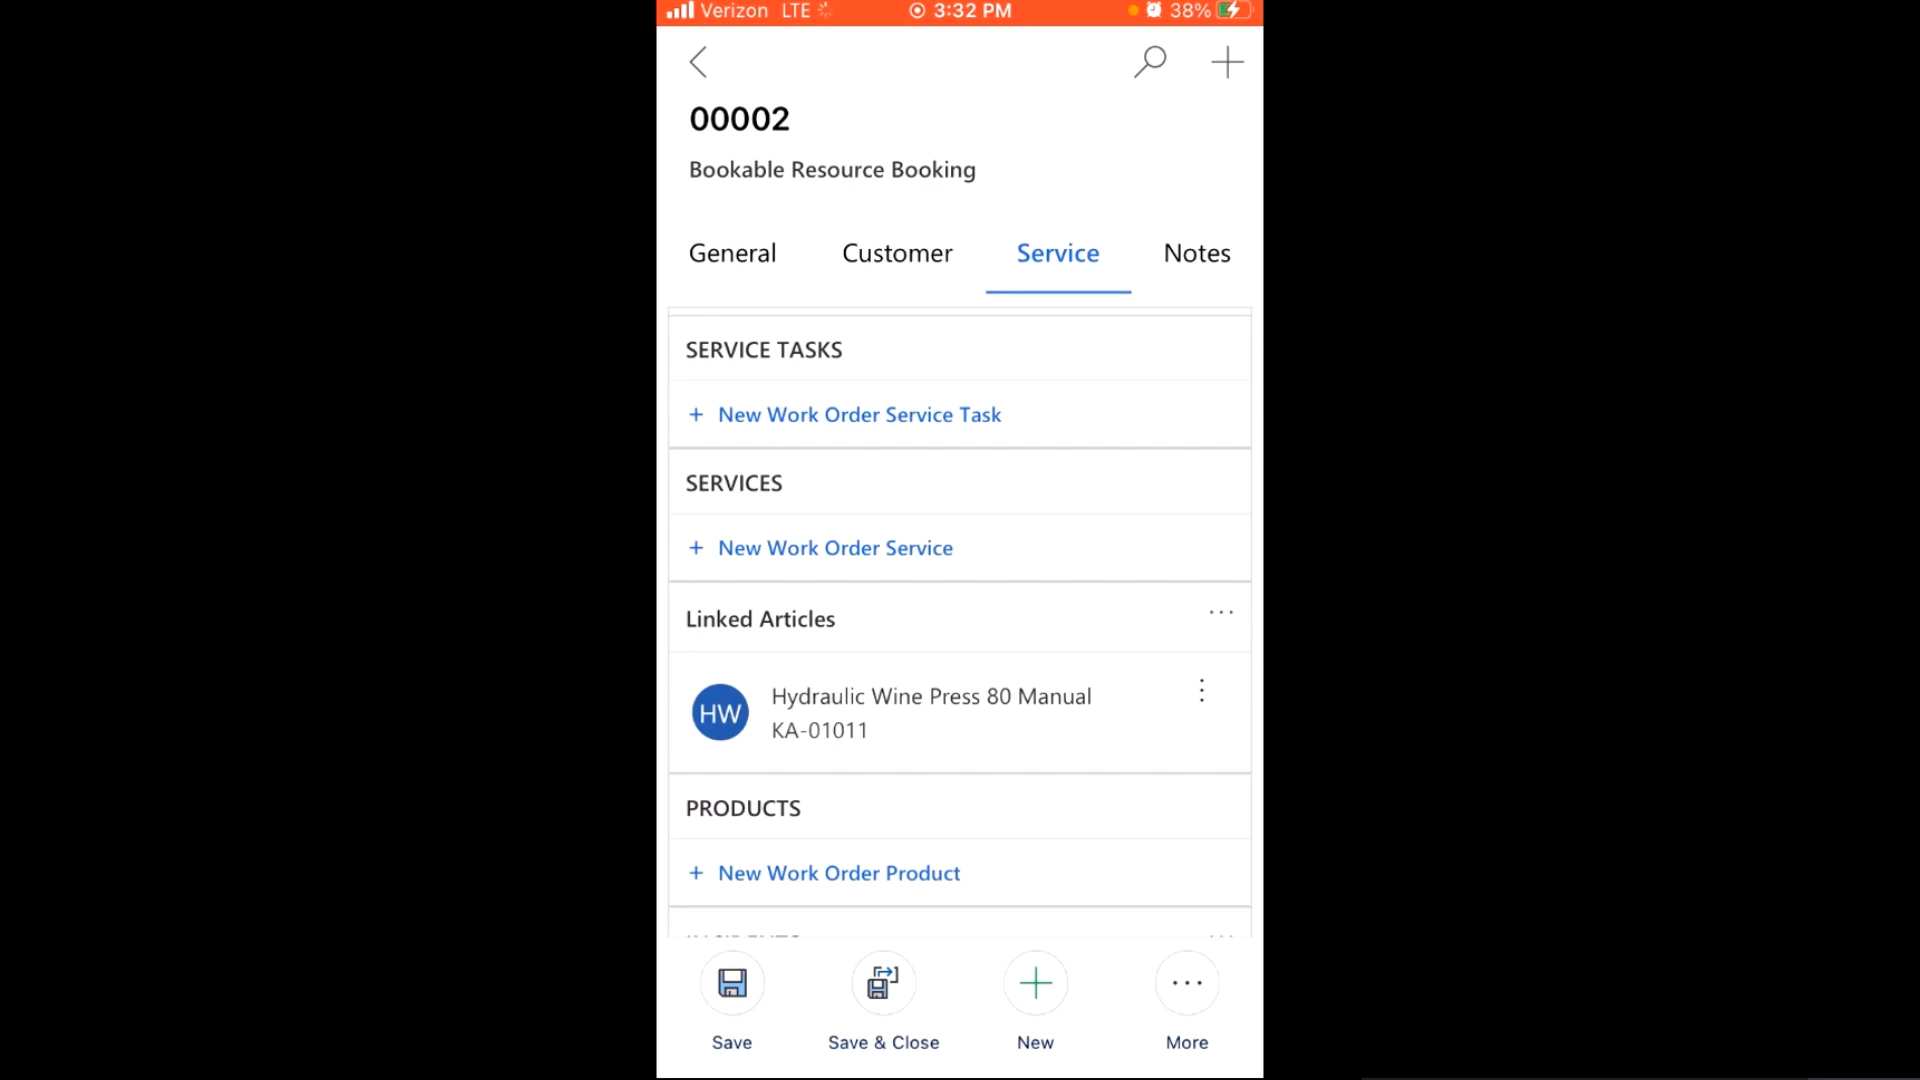 Verizon LTE 3:32 PM 38%
00002
Bookable Resource Booking
General Customer Service Notes
SERVICE TASKS
+ New Work Order Service Task
SERVICES
+ New Work Order Service
Linked Articles
HW Hydraulic Wine Press 80 Manual
KA-01011
PRODUCTS
+ New Work Order Product
Save Save & Close New More